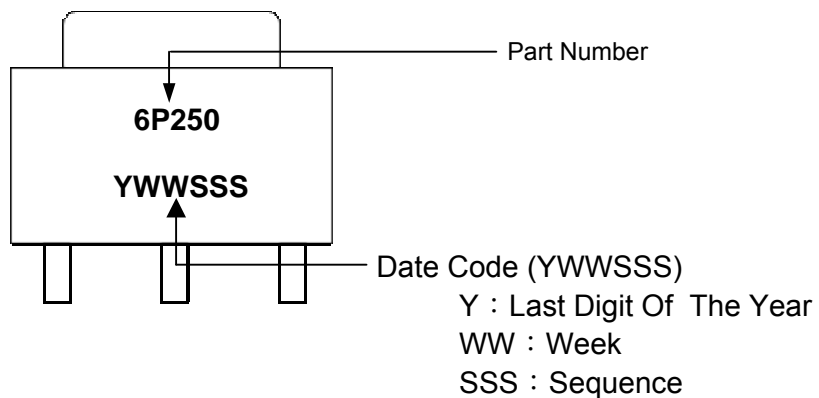 Part Number
6P250
YWWSSS
Date Code (YWWSSS)
Y：Last Digit Of The Year
WW：Week
SSS：Sequence